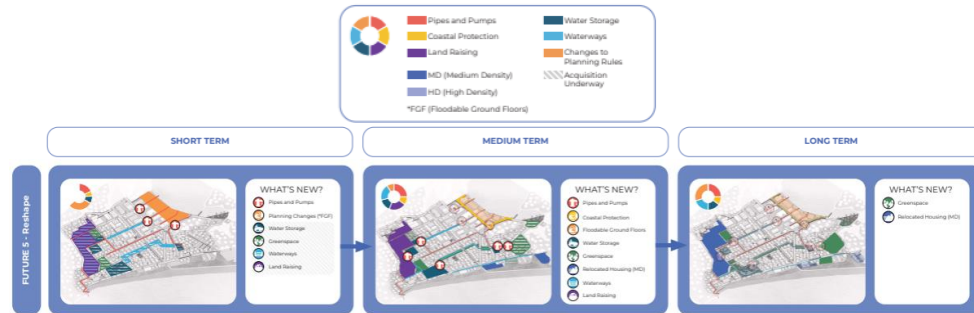 Pipes and Pumps
Coastal Protection
Land Raising
MD (Medium Density)
HD (High Density)
*FGF (Floodable Ground Floors)
Water Storage
Waterways
Changes to
Planning Rules
Acquisition
Underway
SHORT TERM
MEDIUM TERM
LONG TERM
FUTURE 5 - Reshape
WHAT'S NEW?
Pipes and Pumps
Planning Changes (*FGF)
Water Storage
Greenspace
Waterways
Land Raising
WHAT'S NEW?
Pipes and Pumps
Coastal Protection
Floodable Ground Floors
Water Storage
Greenspace
Relocated Housing (MD)
Waterways
Land Raising
WHAT'S NEW?
Greenspace
Relocated Housing (MD)